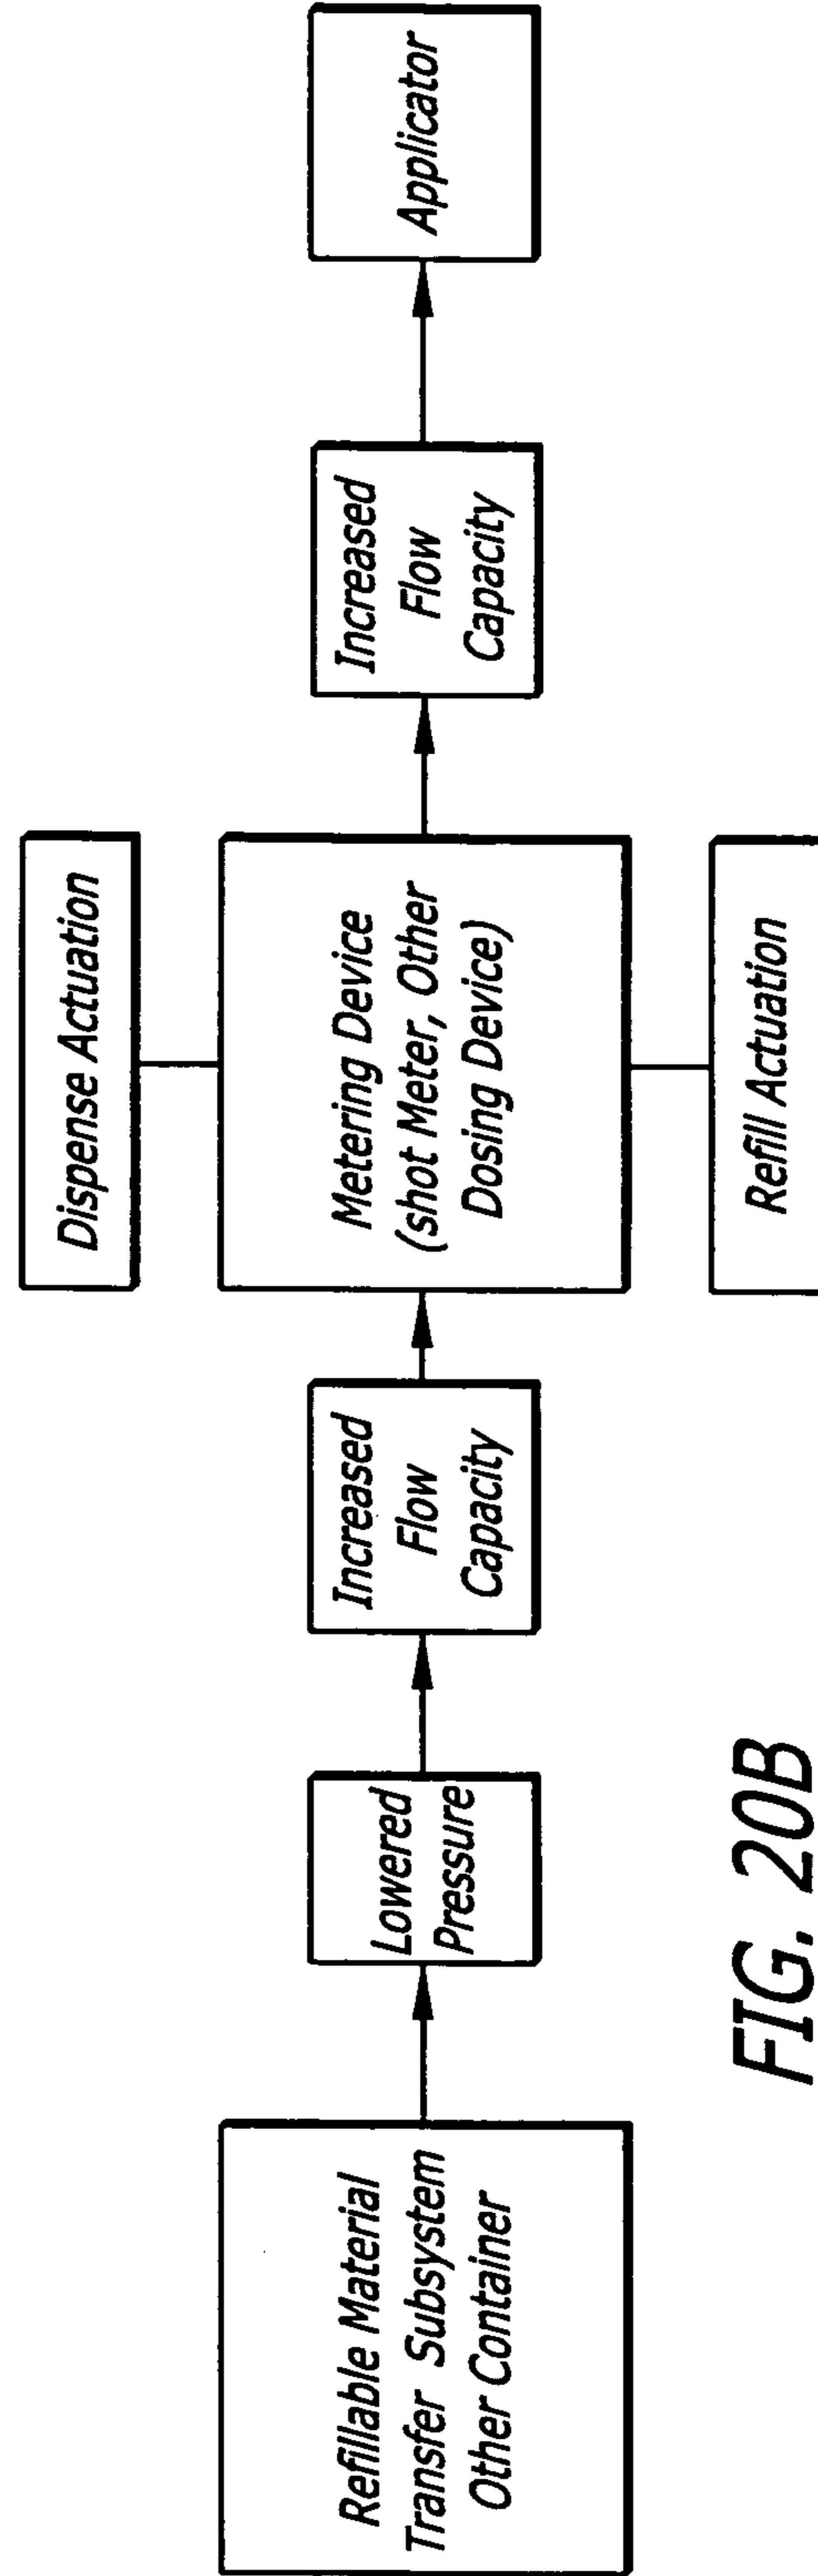 Dispense Actuation
Refillable Material
Transfer Subsystem
Other Container
Lowered
Pressure
Increased
Flow
Capacity
Metering Device
(shot Meter, Other
Dosing Device)
Increased
Flow
Capacity
Applicator
Refill Actuation
FIG. 20B